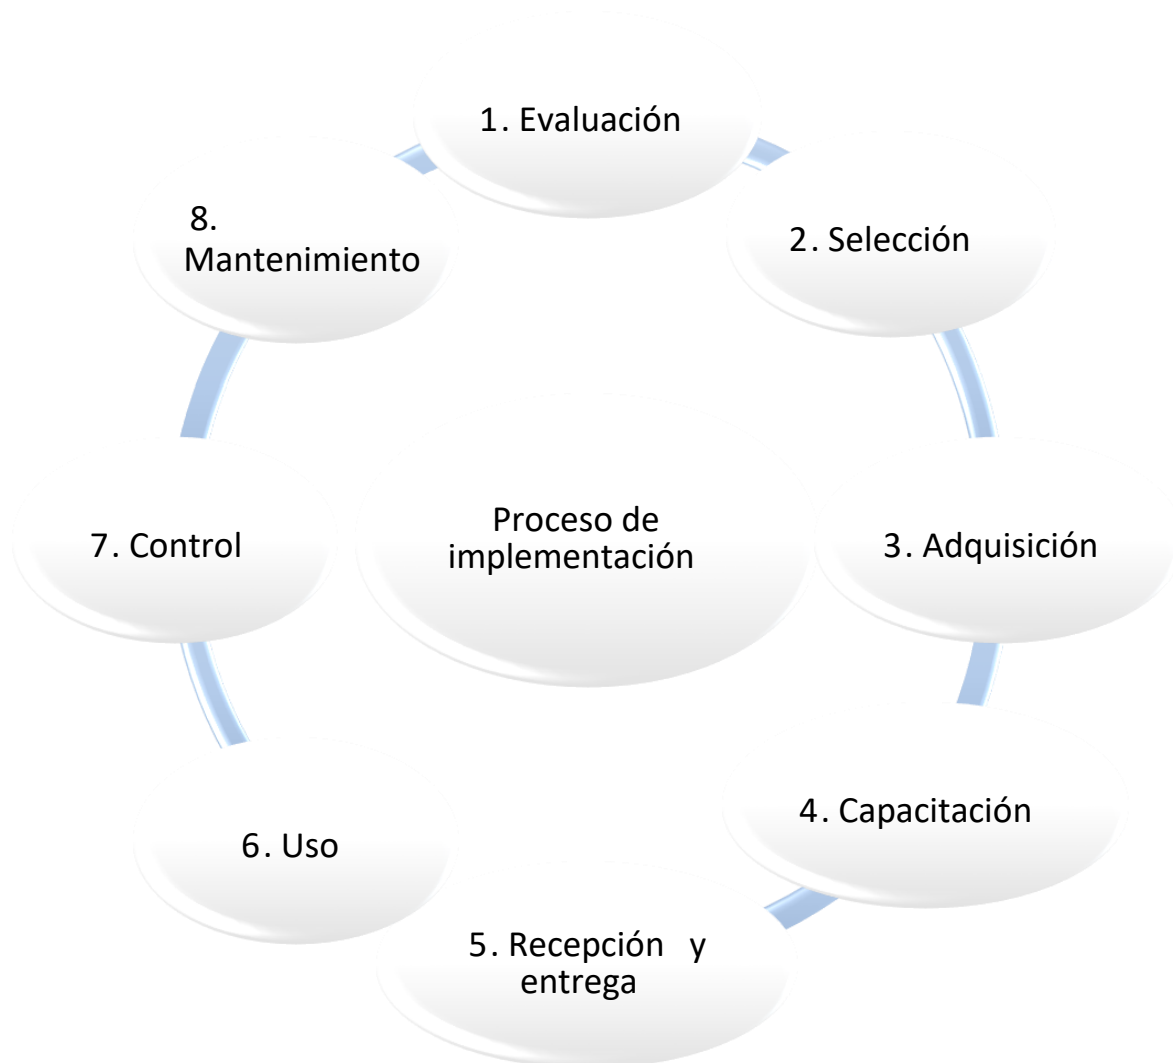 1. Evaluación
2. Selección
3. Adquisición
4. Capacitación
5. Recepción y
entrega
6. Uso
7. Control
8.
Mantenimiento
Proceso de
implementación